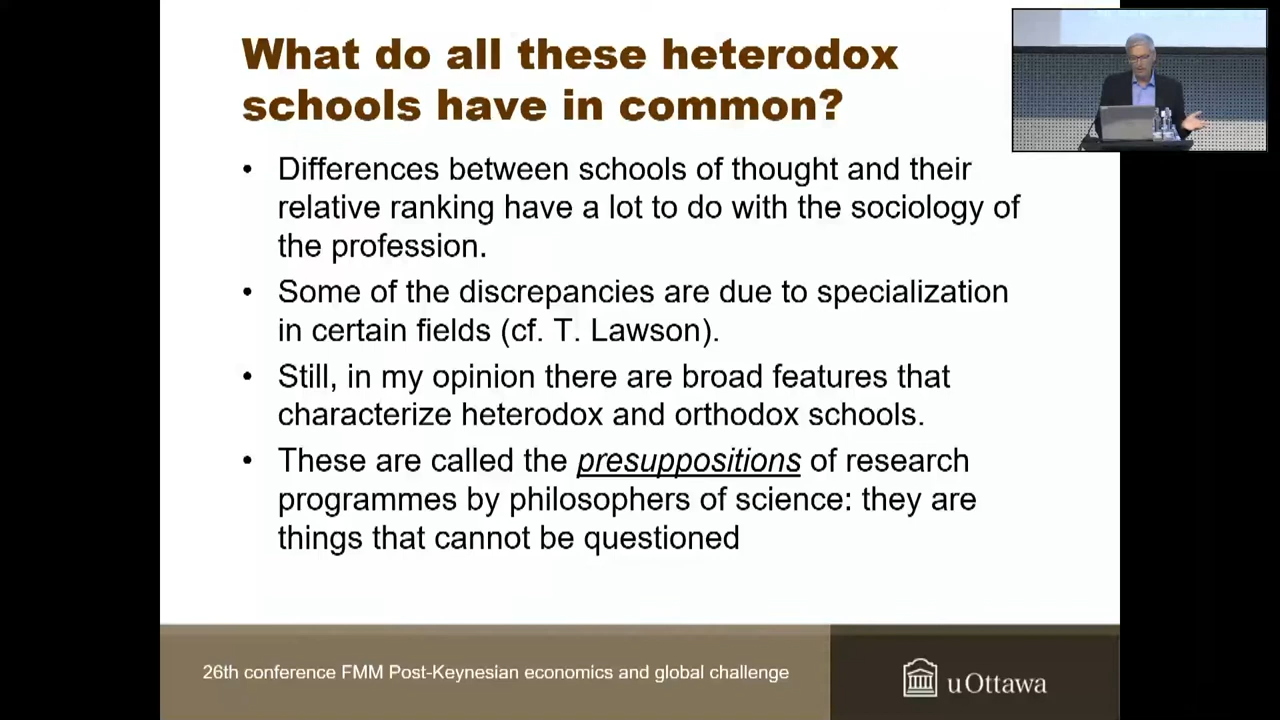 What do all these heterodox
schools have in common?
• Differences between schools of thought and their
relative ranking have a lot to do with the sociology of
the profession.
• Some of the discrepancies are due to specialization
in certain fields (cf. T. Lawson).
• Still, in my opinion there are broad features that
characterize heterodox and orthodox schools.
• These are called the presuppositions of research
programmes by philosophers of science: they are
things that cannot be questioned
26th conference FMM Post-Keynesian economics and global challenge
uOttawa